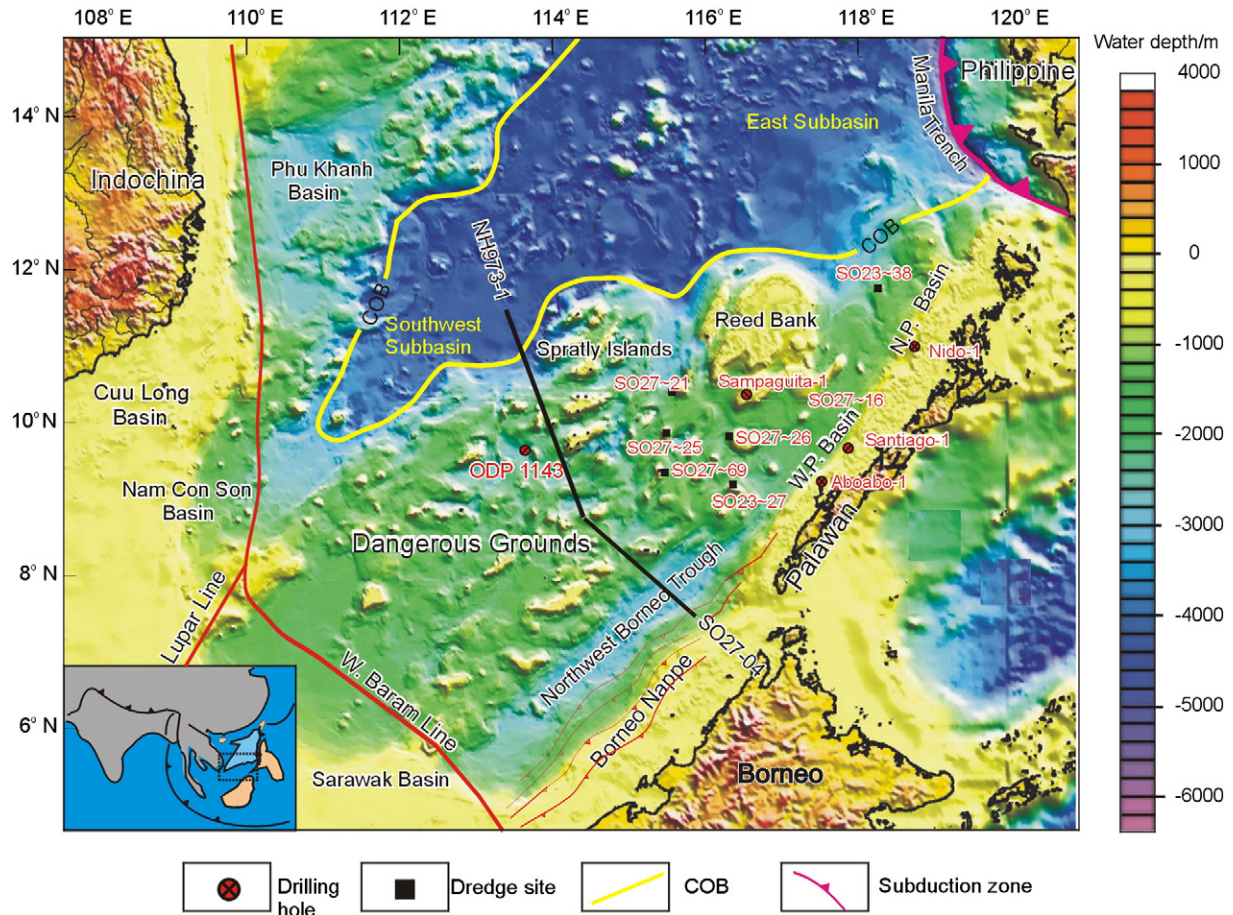 108° E
110° E
112° E
114° E
116° E
118° E
120° E
Water depth/m
4000
1000
0
-1000
-2000
-3000
-4000
-5000
-6000
14° N
12° N
10° N
8° N
6° N
Philippine
Manila Trench
East Subbasin
Indochina
Phu Khanh
Basin
NH973-1
COB
COB
SO23~38
Southwest
Subbasin
Reed Bank
N.P. Basin
Spratly Islands
Nido-1
Cuu Long
Basin
SO27~21
Sampaguita-1
SO27~16
SO27~25
SO27~26
W.P. Basin
Santiago-1
ODP 1143
SO27~69
Aboabo-1
SO23~27
Nam Con Son
Basin
Dangerous Grounds
Palawan
Northwest Borneo Trough
Lupar Line
SO27-04
W. Baram Line
Borneo Nappe
Sarawak Basin
Borneo
Drilling
hole
Dredge site
COB
Subduction zone